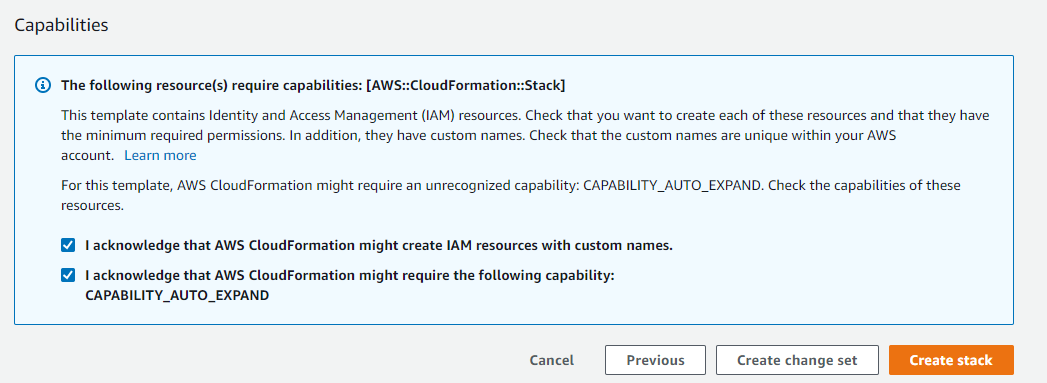 Capabilities
The following resource(s) require capabilities: [AWS::CloudFormation::Stack]
This template contains Identity and Access Management (IAM) resources. Check that you want to create each of these resources and that they have
the minimum required permissions. In addition, they have custom names. Check that the custom names are unique within your AWS
account. Learn more
For this template, AWS CloudFormation might require an unrecognized capability: CAPABILITY_AUTO_EXPAND. Check the capabilities of these
resources.
I acknowledge that AWS CloudFormation might create IAM resources with custom names.
I acknowledge that AWS CloudFormation might require the following capability:
CAPABILITY_AUTO_EXPAND
Cancel Previous Create change set Create stack